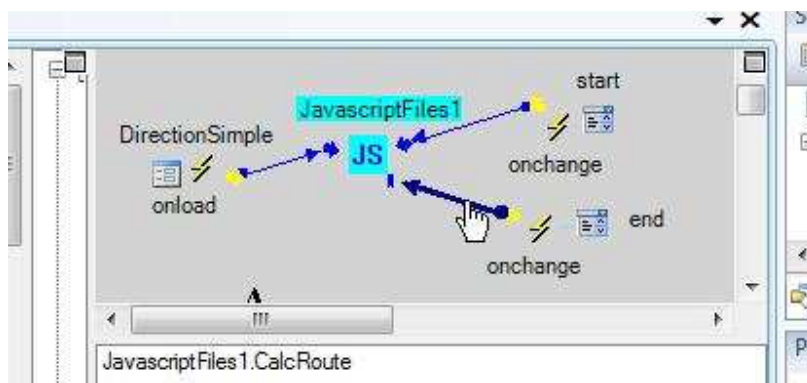 start
JavascriptFiles1
DirectionSimple
JS
onchange
onload
end
onchange
JavascriptFiles1.CalcRoute